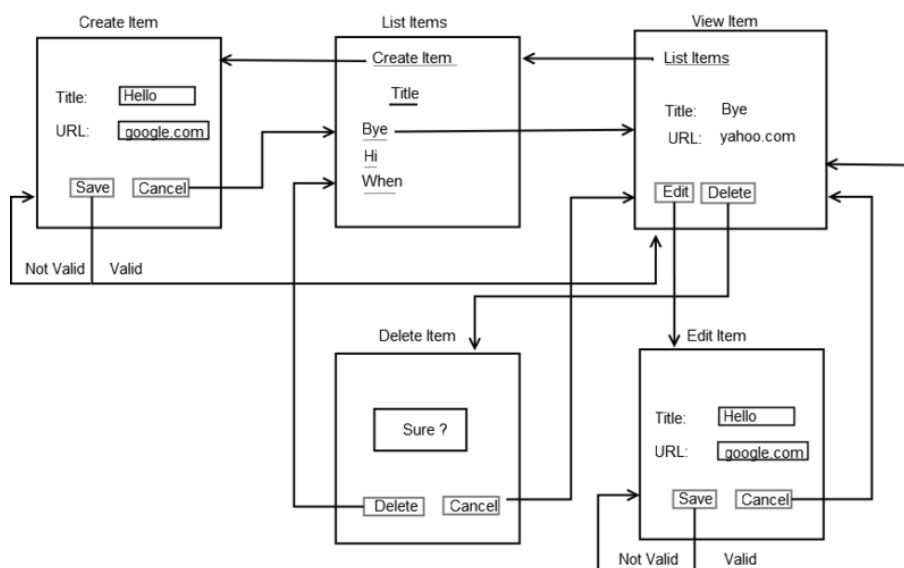 Create Item
Title: Hello
URL: google.com
Save Cancel
Not Valid Valid
List Items
Create Item
Title
Bye
Hi
When
View Item
List Items
Title: Bye
URL: yahoo.com
Edit Delete
Delete Item
Sure ?
Delete Cancel
Edit Item
Title: Hello
URL: google.com
Save Cancel
Not Valid Valid